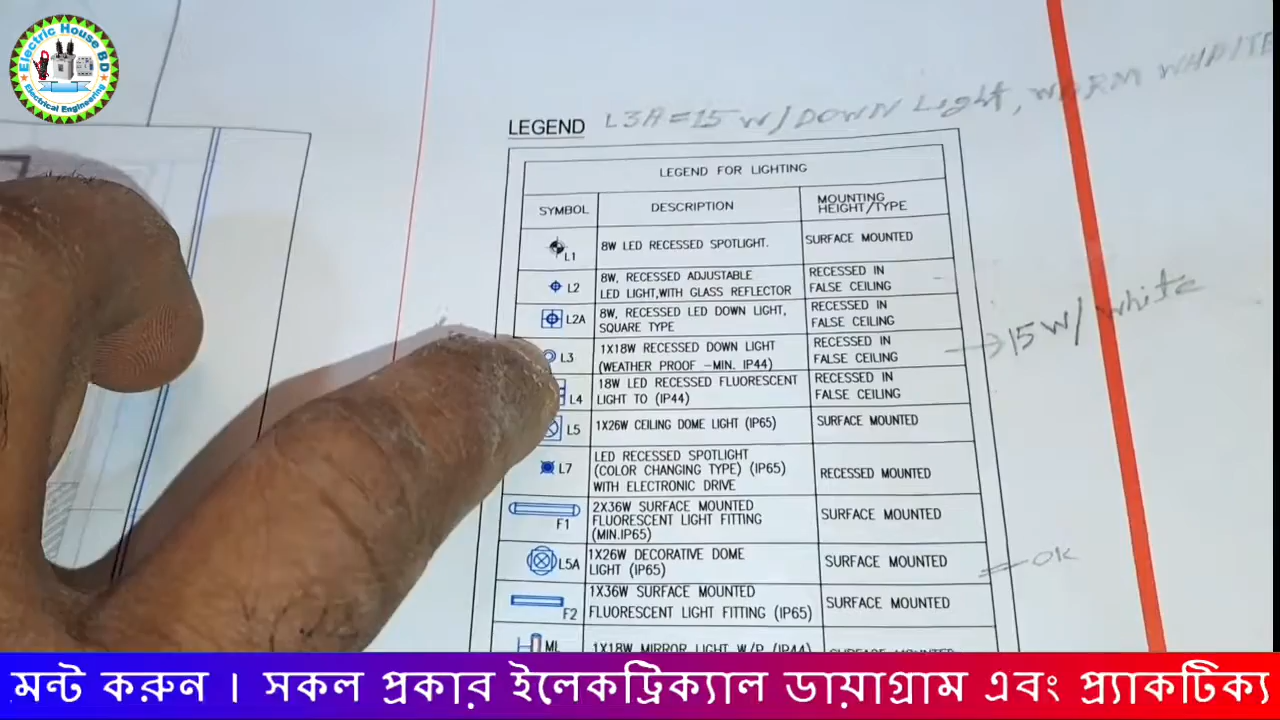 Electric House BD
Electrical Engineering
LEGEND L3A=15 W/DOWN Light, WARM WHAITE
LEGEND FOR LIGHTING
SYMBOL DESCRIPTION MOUNTING
HEIGHT/TYPE
L1 8W LED RECESSED SPOTLIGHT. SURFACE MOUNTED
L2 8W, RECESSED ADJUSTABLE
LED LIGHT,WITH GLASS REFLECTOR
RECESSED IN
FALSE CEILING
L2A 8W, RECESSED LED DOWN LIGHT,
SQUARE TYPE
RECESSED IN
FALSE CEILING
L3 1X18W RECESSED DOWN LIGHT
(WEATHER PROOF -MIN. IP44)
RECESSED IN
FALSE CEILING
15 W/ white
L4 18W LED RECESSED FLUORESCENT
LIGHT TO (IP44)
RECESSED IN
FALSE CEILING
L5 1X26W CEILING DOME LIGHT (IP65) SURFACE MOUNTED
L7 LED RECESSED SPOTLIGHT
(COLOR CHANGING TYPE) (IP65)
WITH ELECTRONIC DRIVE
RECESSED MOUNTED
F1 2X36W SURFACE MOUNTED
FLUORESCENT LIGHT FITTING
(MIN.IP65)
SURFACE MOUNTED
L5A 1X26W DECORATIVE DOME
LIGHT (IP65)
SURFACE MOUNTED
OK
F2 1X36W SURFACE MOUNTED
FLUORESCENT LIGHT FITTING (IP65)
SURFACE MOUNTED
ML 1X18W MIRROR LIGHT W/P (IP44) SURFACE MOUNTED
মন্ট করুন । সকল প্রকার ইলেকট্রিক্যাল ডায়াগ্রাম এবং প্র্যাকটিক্য